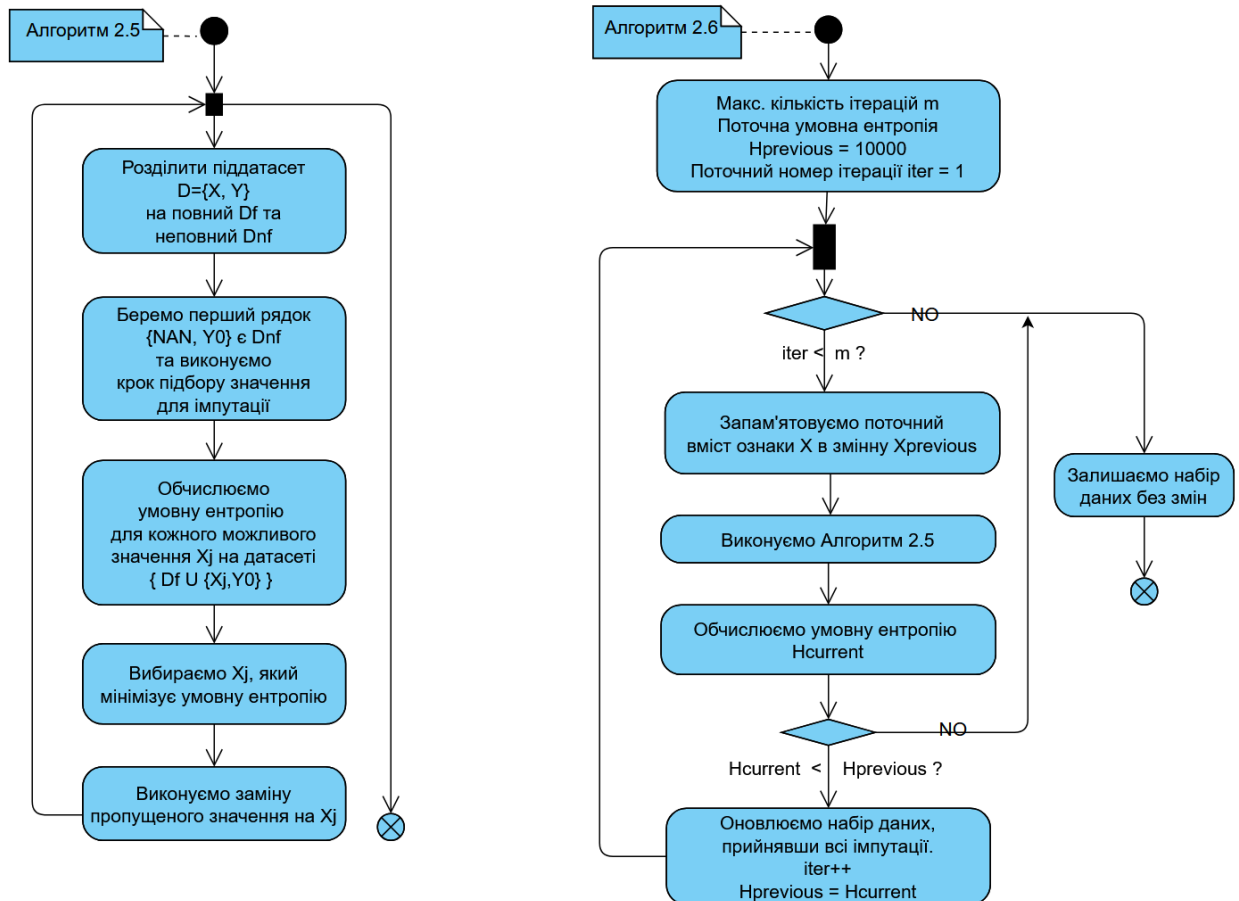 Алгоритм 2.5
Розділити піддатасет
D={X, Y}
на повний Df та
неповний Dnf
Беремо перший рядок
{NAN, Y0} є Dnf
та виконуємо
крок підбору значення
для імпутації
Обчислюємо
умовну ентропію
для кожного можливого
значення Xj на датасеті
{ Df U {Xj,Y0} }
Вибираємо Xj, який
мінімізує умовну ентропію
Виконуємо заміну
пропущеного значення на Xj
Алгоритм 2.6
Макс. кількість ітерацій m
Поточна умовна ентропія
Hprevious = 10000
Поточний номер ітерації iter = 1
NO
iter < m ?
Запам'ятовуємо поточний
вміст ознаки X в змінну Xprevious
Залишаємо набір
даних без змін
Виконуємо Алгоритм 2.5
Обчислюємо умовну ентропію
Hcurrent
NO
Hcurrent < Hprevious ?
Оновлюємо набір даних,
прийнявши всі імпутації.
iter++
Hprevious = Hcurrent